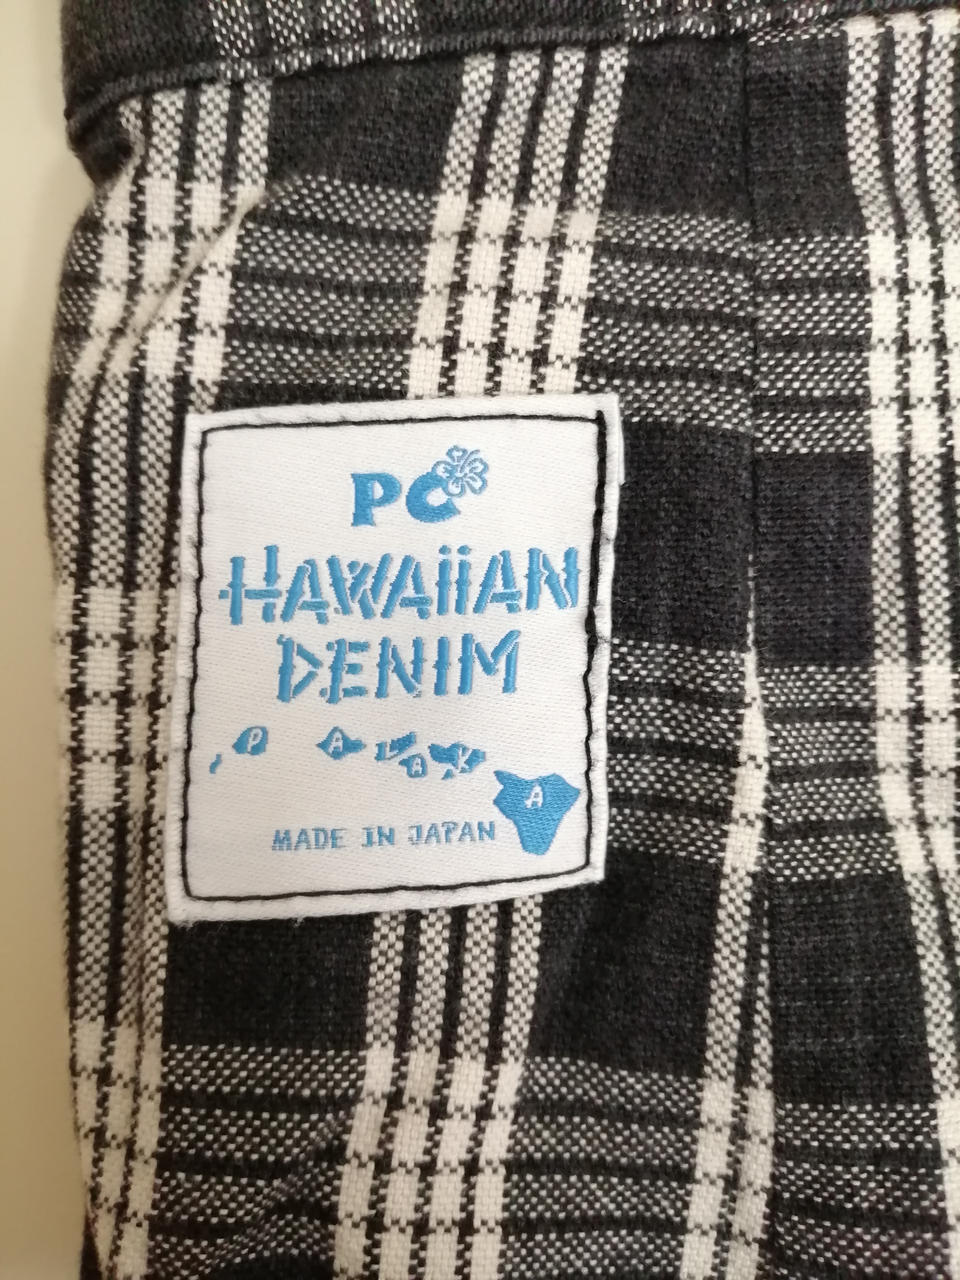 PC
HAWAIIAN
DENIM
P A L A K A
MADE IN JAPAN